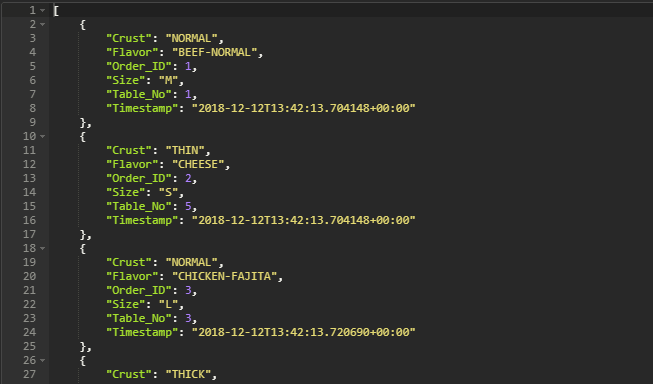 1 [
2 {
3 "Crust": "NORMAL",
4 "Flavor": "BEEF-NORMAL",
5 "Order_ID": 1,
6 "Size": "M",
7 "Table_No": 1,
8 "Timestamp": "2018-12-12T13:42:13.704148+00:00"
9 },
10 {
11 "Crust": "THIN",
12 "Flavor": "CHEESE",
13 "Order_ID": 2,
14 "Size": "S",
15 "Table_No": 5,
16 "Timestamp": "2018-12-12T13:42:13.704148+00:00"
17 },
18 {
19 "Crust": "NORMAL",
20 "Flavor": "CHICKEN-FAJITA",
21 "Order_ID": 3,
22 "Size": "L",
23 "Table_No": 3,
24 "Timestamp": "2018-12-12T13:42:13.720690+00:00"
25 },
26 {
27 "Crust": "THICK",